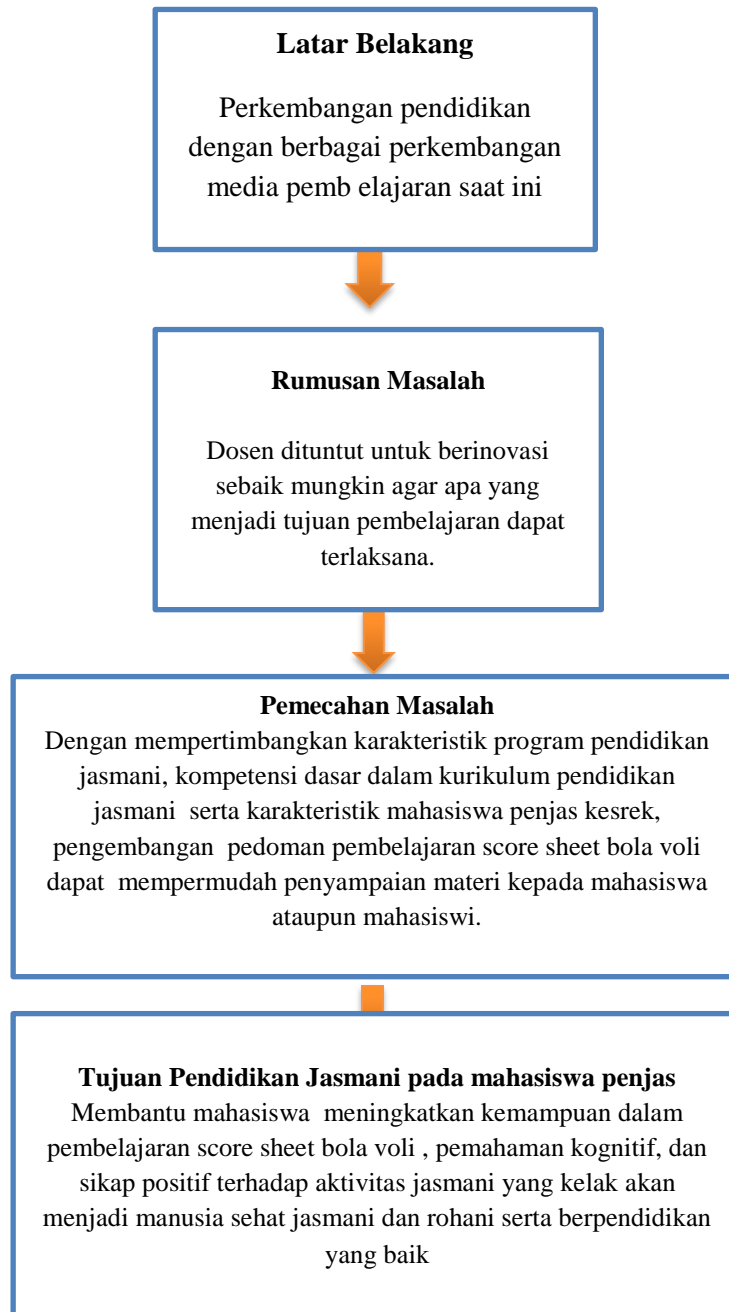 Latar Belakang
Perkembangan pendidikan
dengan berbagai perkembangan
media pemb elajaran saat ini
Rumusan Masalah
Dosen dituntut untuk berinovasi
sebaik mungkin agar apa yang
menjadi tujuan pembelajaran dapat
terlaksana.
Pemecahan Masalah
Dengan mempertimbangkan karakteristik program pendidikan
jasmani, kompetensi dasar dalam kurikulum pendidikan
jasmani serta karakteristik mahasiswa penjas kesrek,
pengembangan pedoman pembelajaran score sheet bola voli
dapat mempermudah penyampaian materi kepada mahasiswa
ataupun mahasiswi.
Tujuan Pendidikan Jasmani pada mahasiswa penjas
Membantu mahasiswa meningkatkan kemampuan dalam
pembelajaran score sheet bola voli , pemahaman kognitif, dan
sikap positif terhadap aktivitas jasmani yang kelak akan
menjadi manusia sehat jasmani dan rohani serta berpendidikan
yang baik